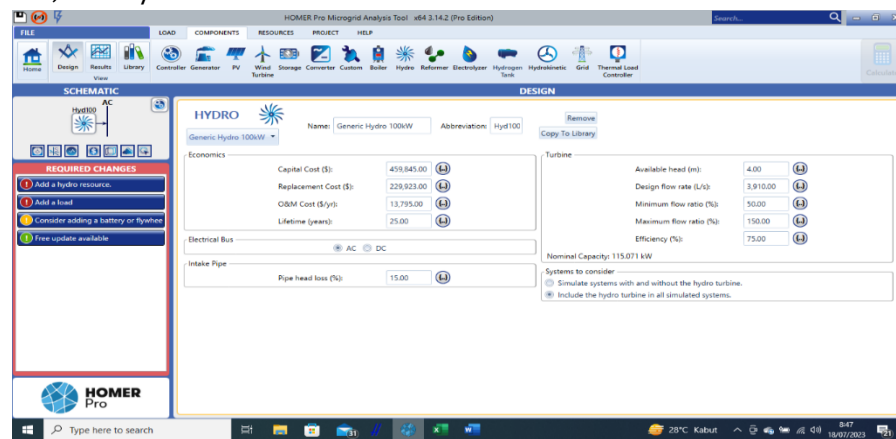 HOMER Pro Microgrid Analysis Tool x64 3.14.2 (Pro Edition)
Search...
FILE
LOAD COMPONENTS RESOURCES PROJECT HELP
Home
Design
Results
Library
View
Controller
Generator
PV
Wind Turbine
Storage
Converter
Custom
Boiler
Hydro
Reformer
Electrolyzer
Hydrogen Tank
Hydrokinetic
Grid
Thermal Load Controller
Calculate
SCHEMATIC
DESIGN
AC
Hyd100
REQUIRED CHANGES
Add a hydro resource.
Add a load
Consider adding a battery or flywhee
Free update available
HOMER
Pro
HYDRO
Generic Hydro 100kW
Name: Generic Hydro 100kW
Abbreviation: Hyd100
Remove
Copy To Library
Economics
Capital Cost ($): 459,845.00
Replacement Cost ($): 229,923.00
O&M Cost ($/yr): 13,795.00
Lifetime (years): 25.00
Electrical Bus
AC DC
Intake Pipe
Pipe head loss (%): 15.00
Turbine
Available head (m): 4.00
Design flow rate (L/s): 3,910.00
Minimum flow ratio (%): 50.00
Maximum flow ratio (%): 150.00
Efficiency (%): 75.00
Nominal Capacity: 115.071 kW
Systems to consider
Simulate systems with and without the hydro turbine.
Include the hydro turbine in all simulated systems.
Type here to search
28°C Kabut
8:47
18/07/2023